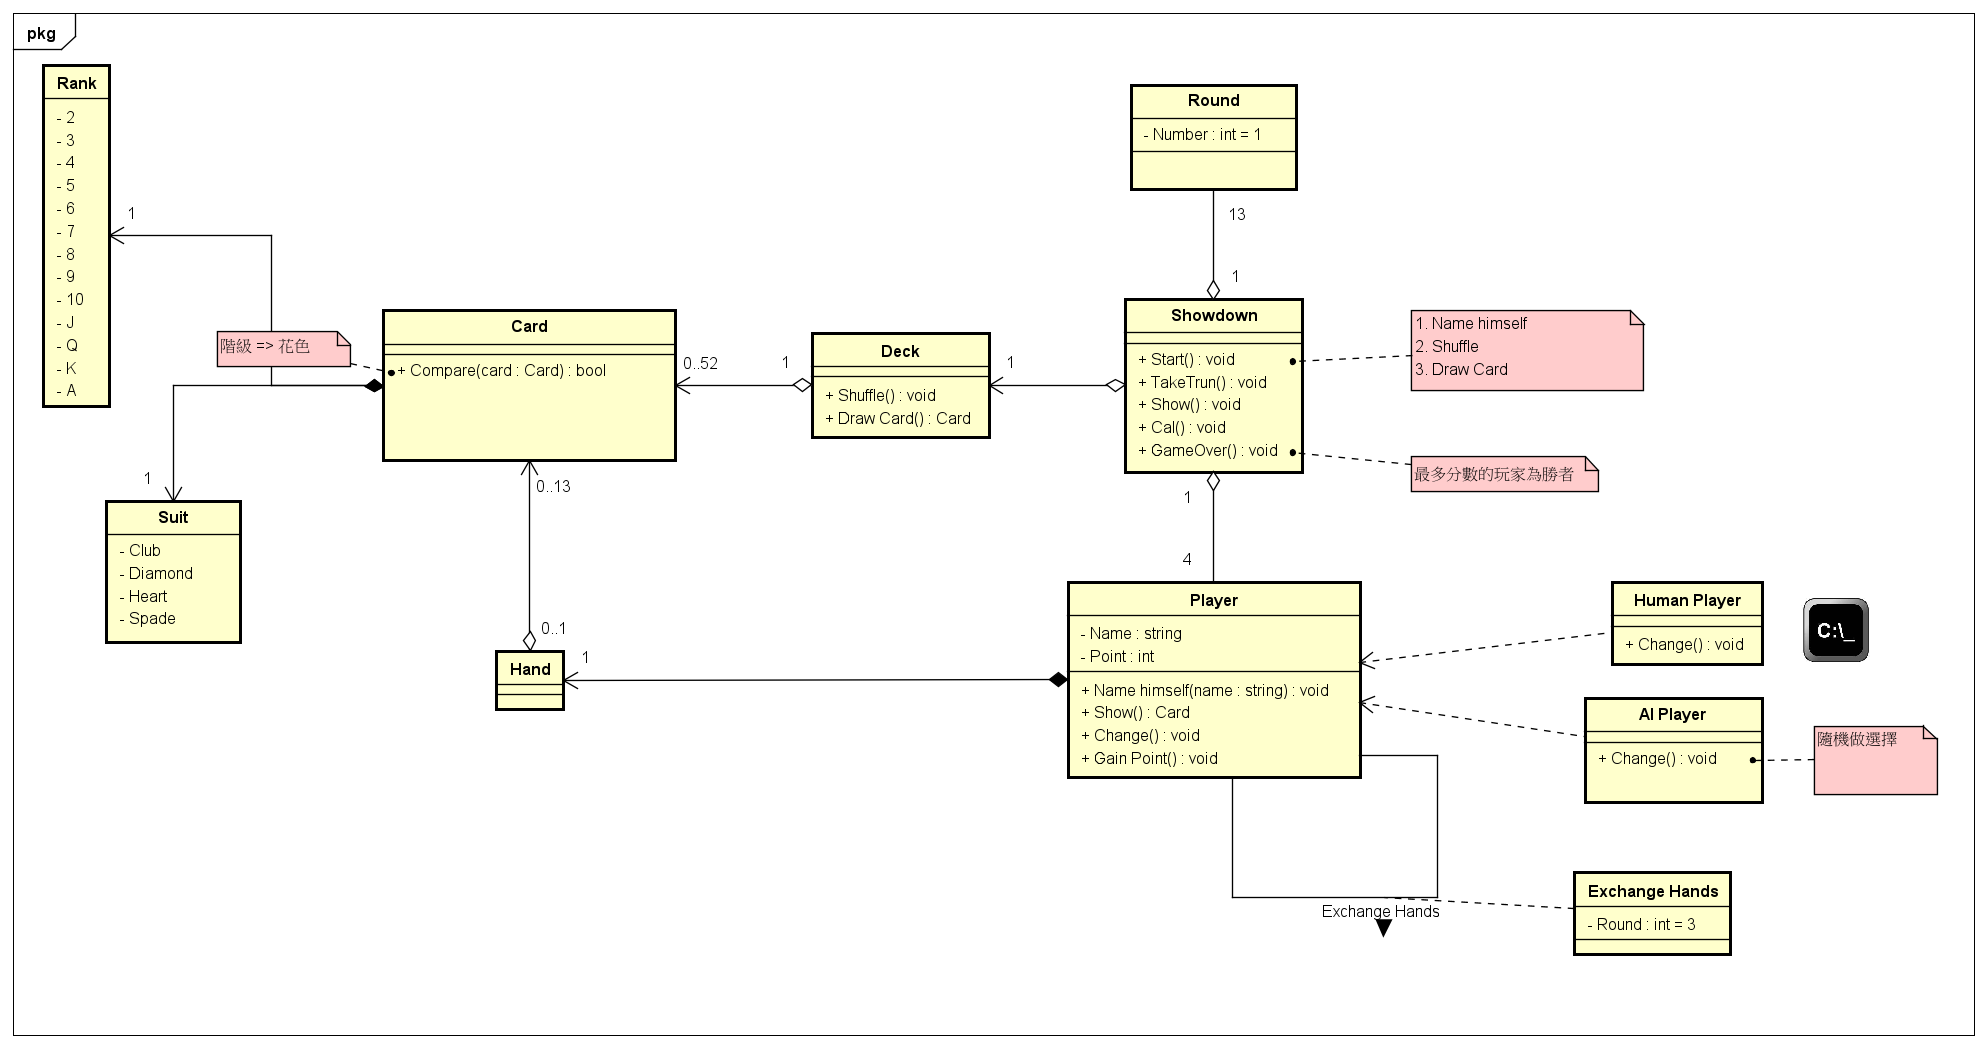 pkg
Rank
- 2
- 3
- 4
- 5
- 6
- 7
- 8
- 9
- 10
- J
- Q
- K
- A
1
階級 => 花色
1
Suit
- Club
- Diamond
- Heart
- Spade
Card
+ Compare(card : Card) : bool
0..52
1
Deck
+ Shuffle() : void
+ Draw Card() : Card
1
Round
- Number : int = 1
13
1
Showdown
+ Start() : void
+ TakeTrun() : void
+ Show() : void
+ Cal() : void
+ GameOver() : void
1. Name himself
2. Shuffle
3. Draw Card
最多分數的玩家為勝者
1
4
0..13
0..1
Hand
1
Player
- Name : string
- Point : int
+ Name himself(name : string) : void
+ Show() : Card
+ Change() : void
+ Gain Point() : void
Human Player
+ Change() : void
C:\_
AI Player
+ Change() : void
隨機做選擇
Exchange Hands
Exchange Hands
- Round : int = 3